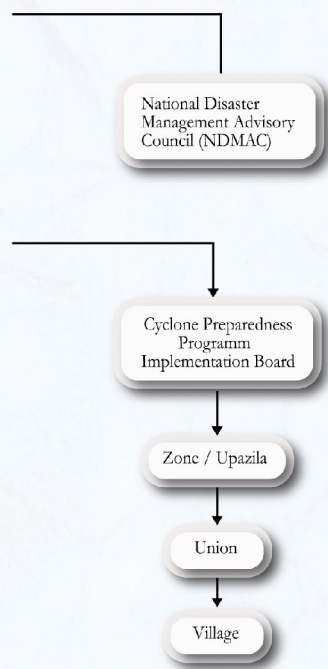 National Disaster
Management Advisory
Council (NDMAC)
Cyclone Preparedness
Programm
Implementation Board
Zone / Upazila
Union
Village